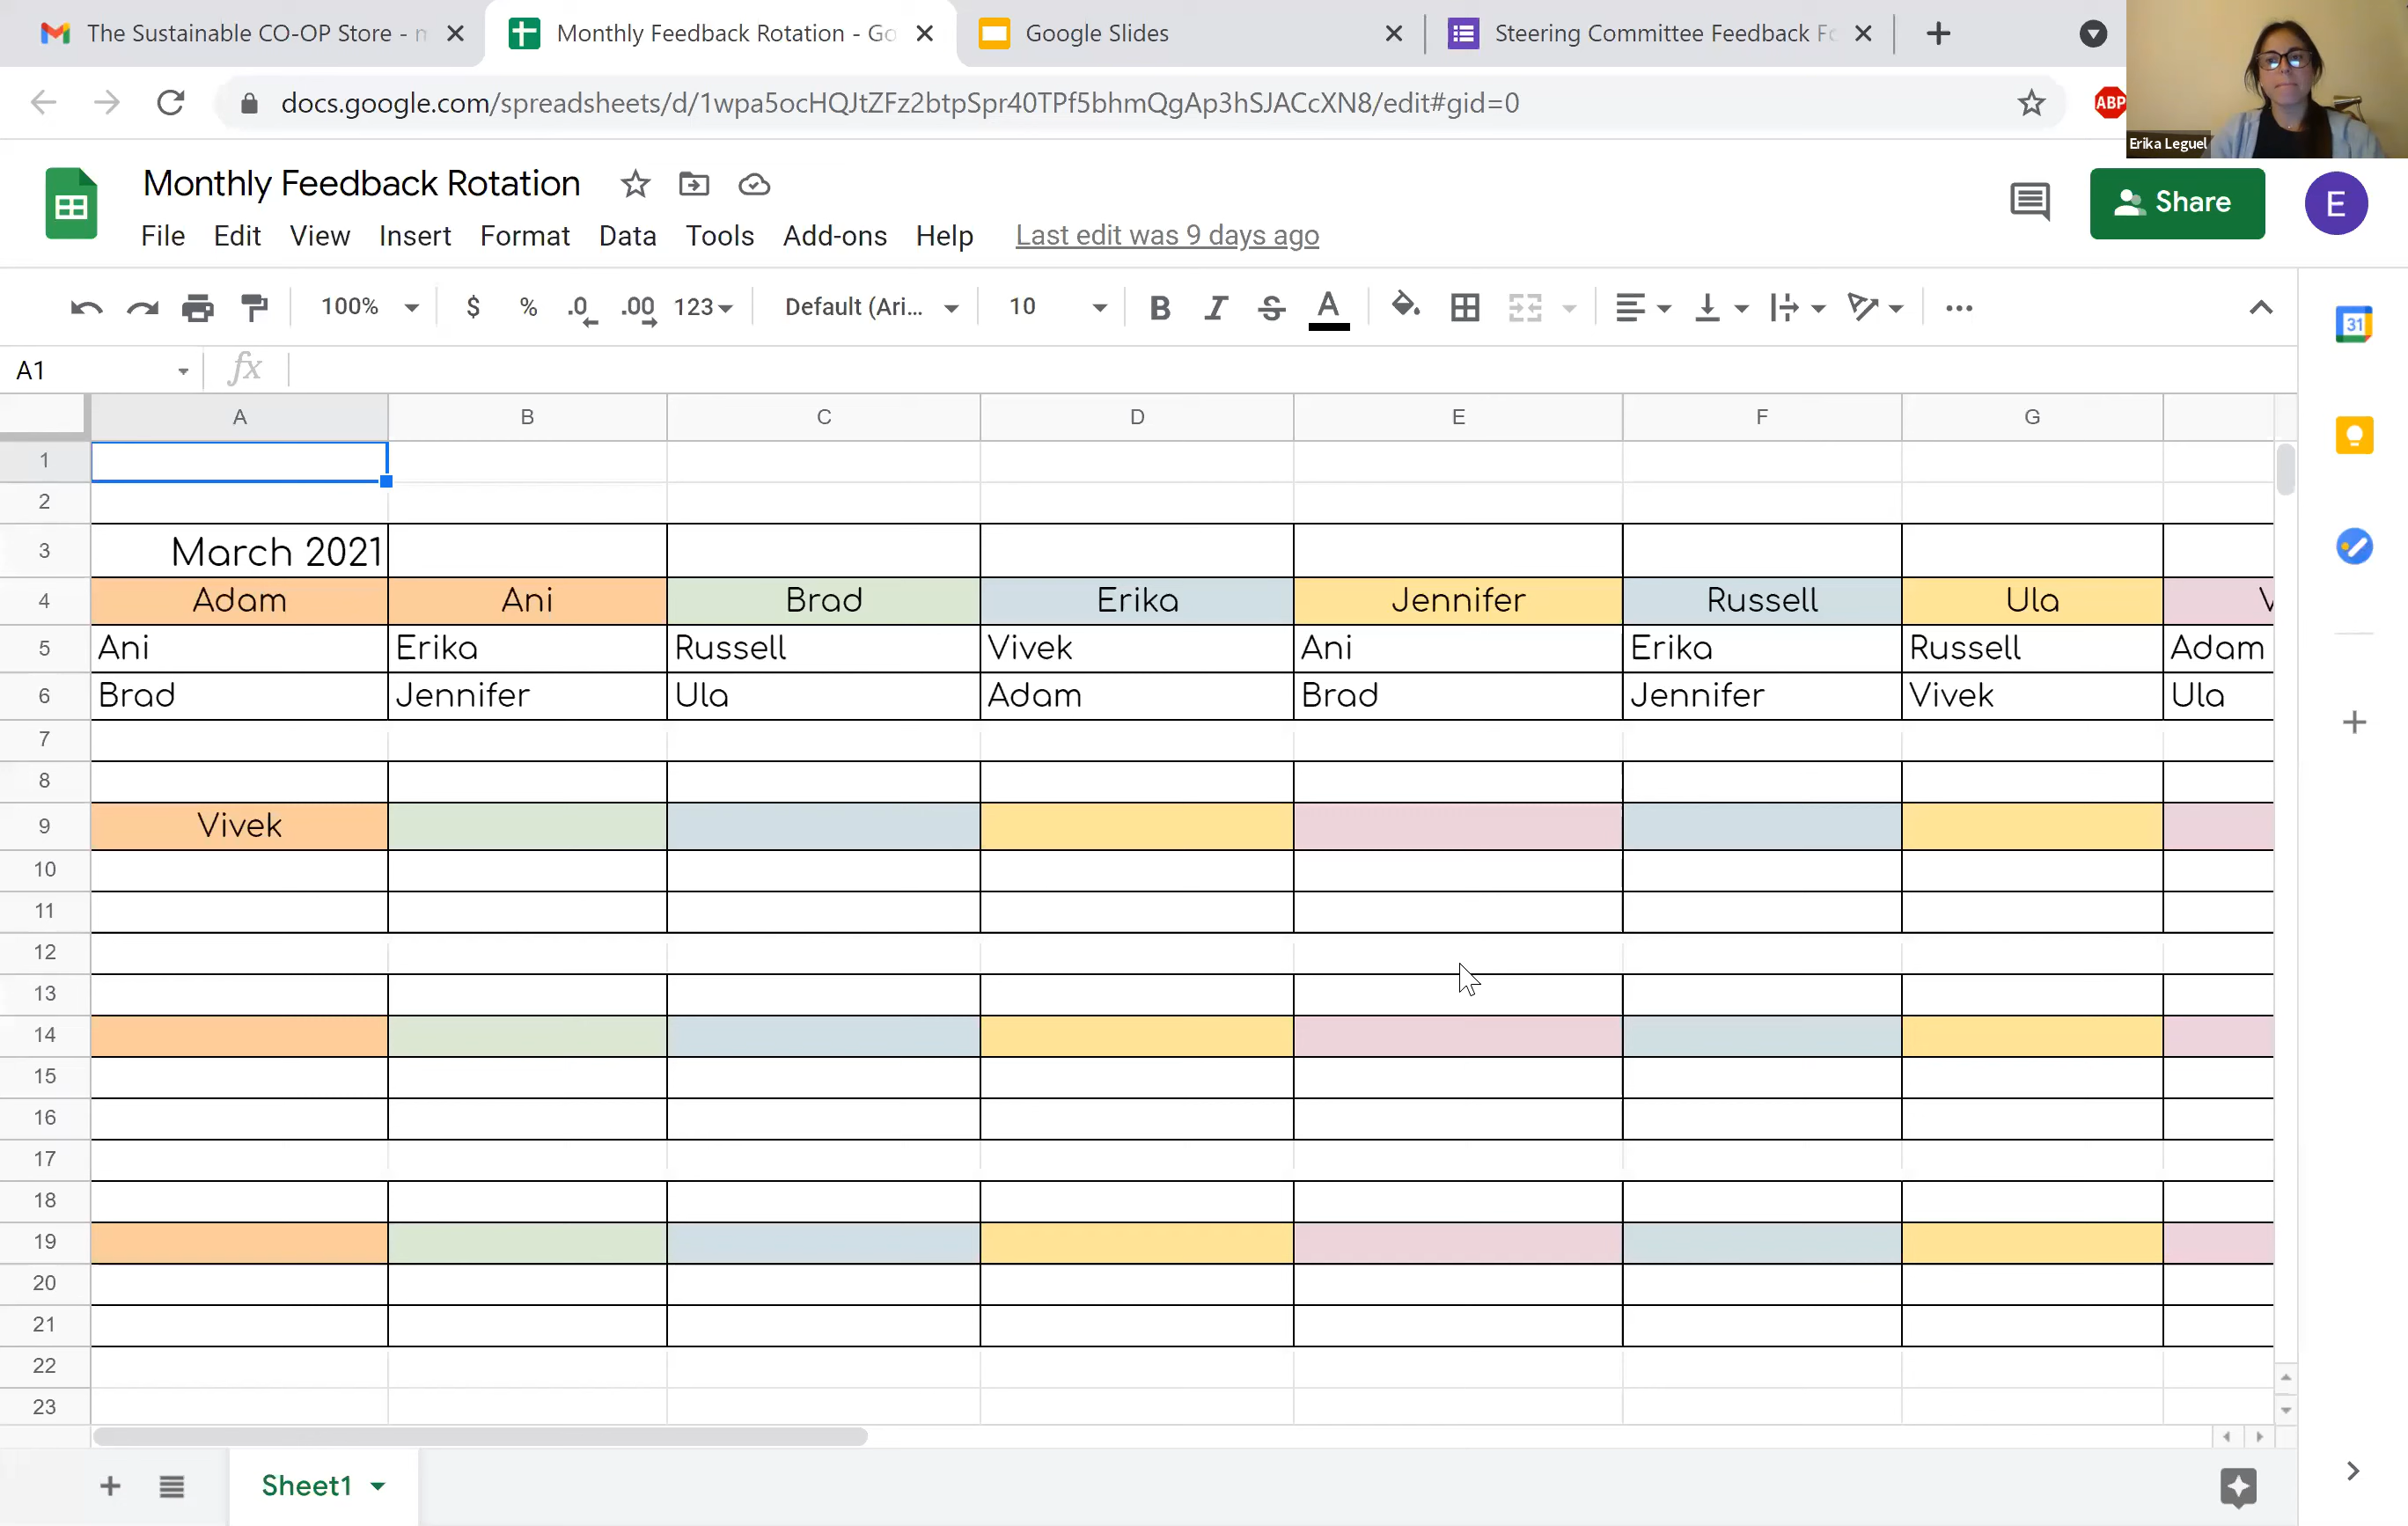 The Sustainable CO-OP Store -
Monthly Feedback Rotation - Go
Google Slides
Steering Committee Feedback Fo
docs.google.com/spreadsheets/d/1wpa5ocHQJtZFz2btpSpr40TPf5bhmQgAp3hSJACcXN8/edit#gid=0
ABP
Erika Leguel
Monthly Feedback Rotation
Share
E
File Edit View Insert Format Data Tools Add-ons Help Last edit was 9 days ago
100% $ % .0 .00 123 Default (Ari... 10 B I S A
31
A1 fx
A B C D E F G
1
2
3 March 2021
4 Adam Ani Brad Erika Jennifer Russell Ula V
5 Ani Erika Russell Vivek Ani Erika Russell Adam
6 Brad Jennifer Ula Adam Brad Jennifer Vivek Ula
7
8
9 Vivek
10
11
12
13
14
15
16
17
18
19
20
21
22
23
Sheet1